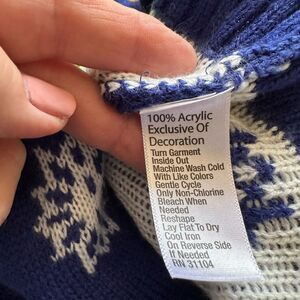 100% Acrylic
Exclusive Of
Decoration
Turn Garment
Inside Out
Machine Wash Cold
With Like Colors
Gentle Cycle
Only Non-Chlorine
Bleach When
Needed
Reshape
Lay Flat To Dry
Cool Iron
On Reverse Side
If Needed
RN 31104